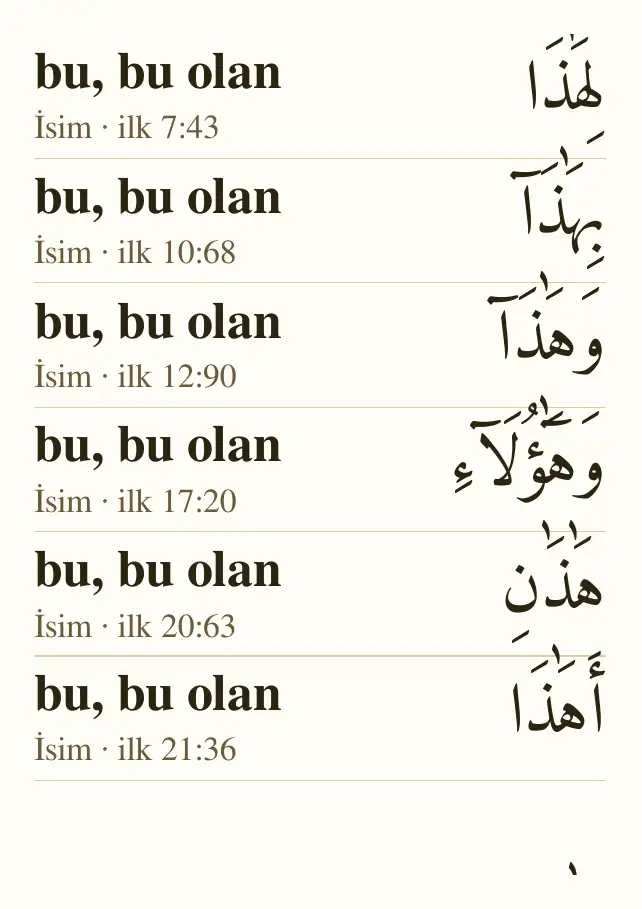 bu, bu olan لِهَٰذَا
İsim · ilk 7:43
bu, bu olan بِهَٰذَآ
İsim · ilk 10:68
bu, bu olan وَهَٰذَآ
İsim · ilk 12:90
bu, bu olan وَهَٰٓؤُلَآءِ
İsim · ilk 17:20
bu, bu olan هَٰذَٰنِ
İsim · ilk 20:63
bu, bu olan أَهَٰذَا
İsim · ilk 21:36